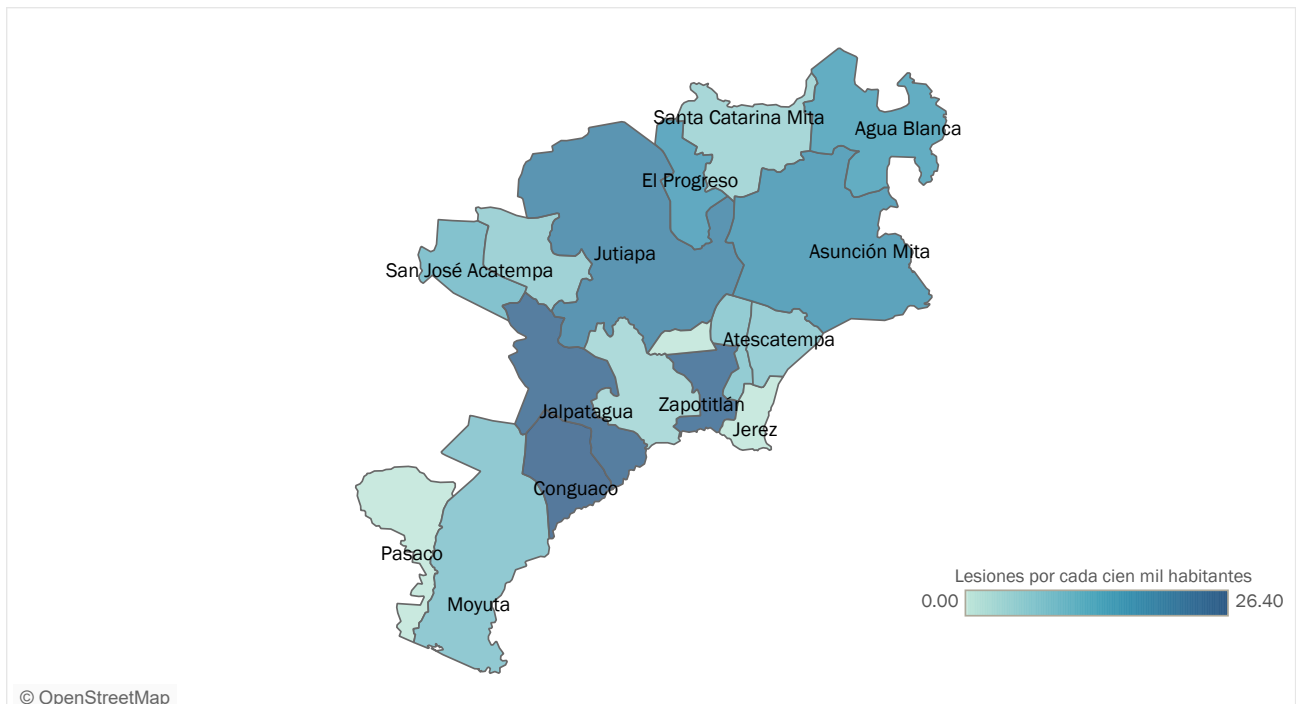 Santa Catarina Mita
Agua Blanca
El Progreso
Asunción Mita
Jutiapa
San José Acatempa
Atescatempa
Zapotitlán
Jalpatagua
Jerez
Conguaco
Pasaco
Moyuta
Lesiones por cada cien mil habitantes
0.00
26.40
© OpenStreetMap